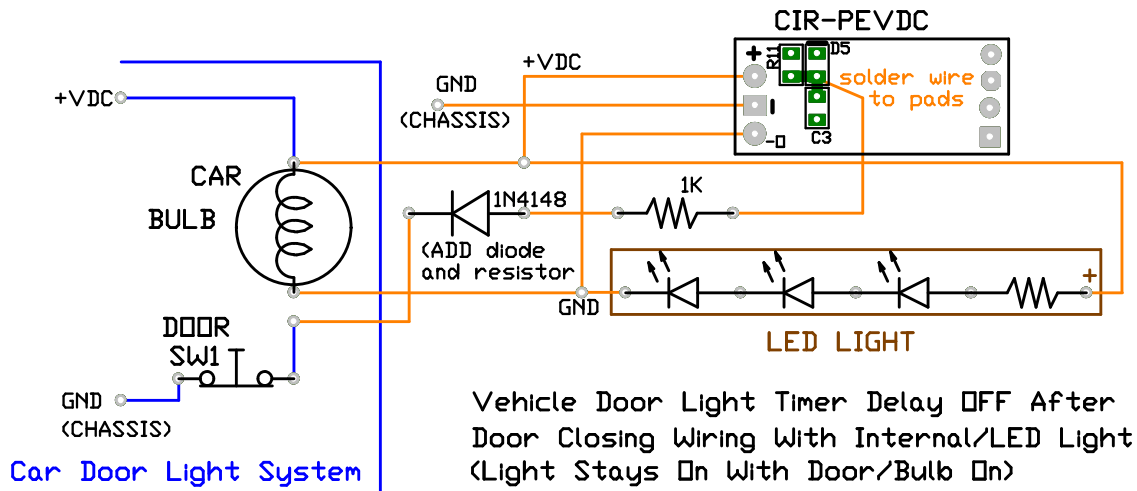 CIR-PEVDC
+
R11
D5
+VDC
GND
(CHASSIS)
solder wire
to pads
-
-O
C3
+VDC
CAR
BULB
1N4148
1K
(ADD diode
and resistor
GND
+
LED LIGHT
DOOR
SW1
GND
(CHASSIS)
Vehicle Door Light Timer Delay OFF After
Door Closing Wiring With Internal/LED Light
(Light Stays On With Door/Bulb On)
Car Door Light System